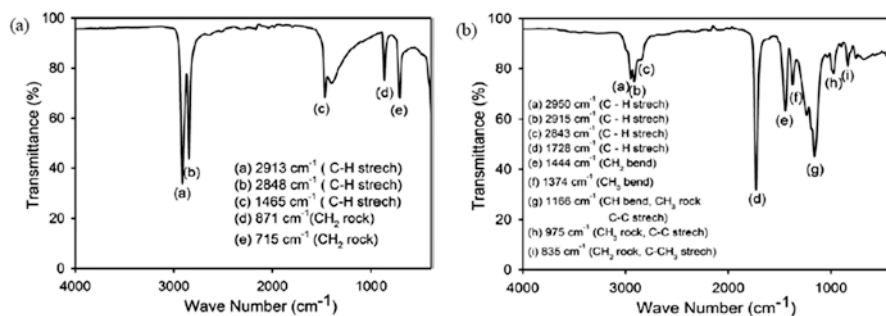 (a)
Transmittance (%)
0
20
40
60
80
100
(a)
(b)
(c)
(d)
(e)
(a) 2913 cm⁻¹ ( C-H strech)
(b) 2848 cm⁻¹ ( C-H strech)
(c) 1465 cm⁻¹ ( C-H strech)
(d) 871 cm⁻¹ (CH₂ rock)
(e) 715 cm⁻¹ (CH₂ rock)
100
4000
3000
2000
1000
Wave Number (cm⁻¹)
(b)
Transmittance (%)
0
20
40
60
80
100
(a)
(b)
(c)
(d)
(e)
(f)
(g)
(h)
(i)
(a) 2950 cm⁻¹ (C - H strech)
(b) 2915 cm⁻¹ (C - H strech)
(c) 2843 cm⁻¹ (C - H strech)
(d) 1728 cm⁻¹ (C - H strech)
(e) 1444 cm⁻¹ (CH₂ bend)
(f) 1374 cm⁻¹ (CH₃ bend)
(g) 1166 cm⁻¹ (CH bend, CH₃ rock
C-C strech)
(h) 975 cm⁻¹ (CH₃ rock, C-C strech)
(i) 835 cm⁻¹ (CH₂ rock, C-CH₃ strech)
4000
3000
2000
1000
Wave Number (cm⁻¹)